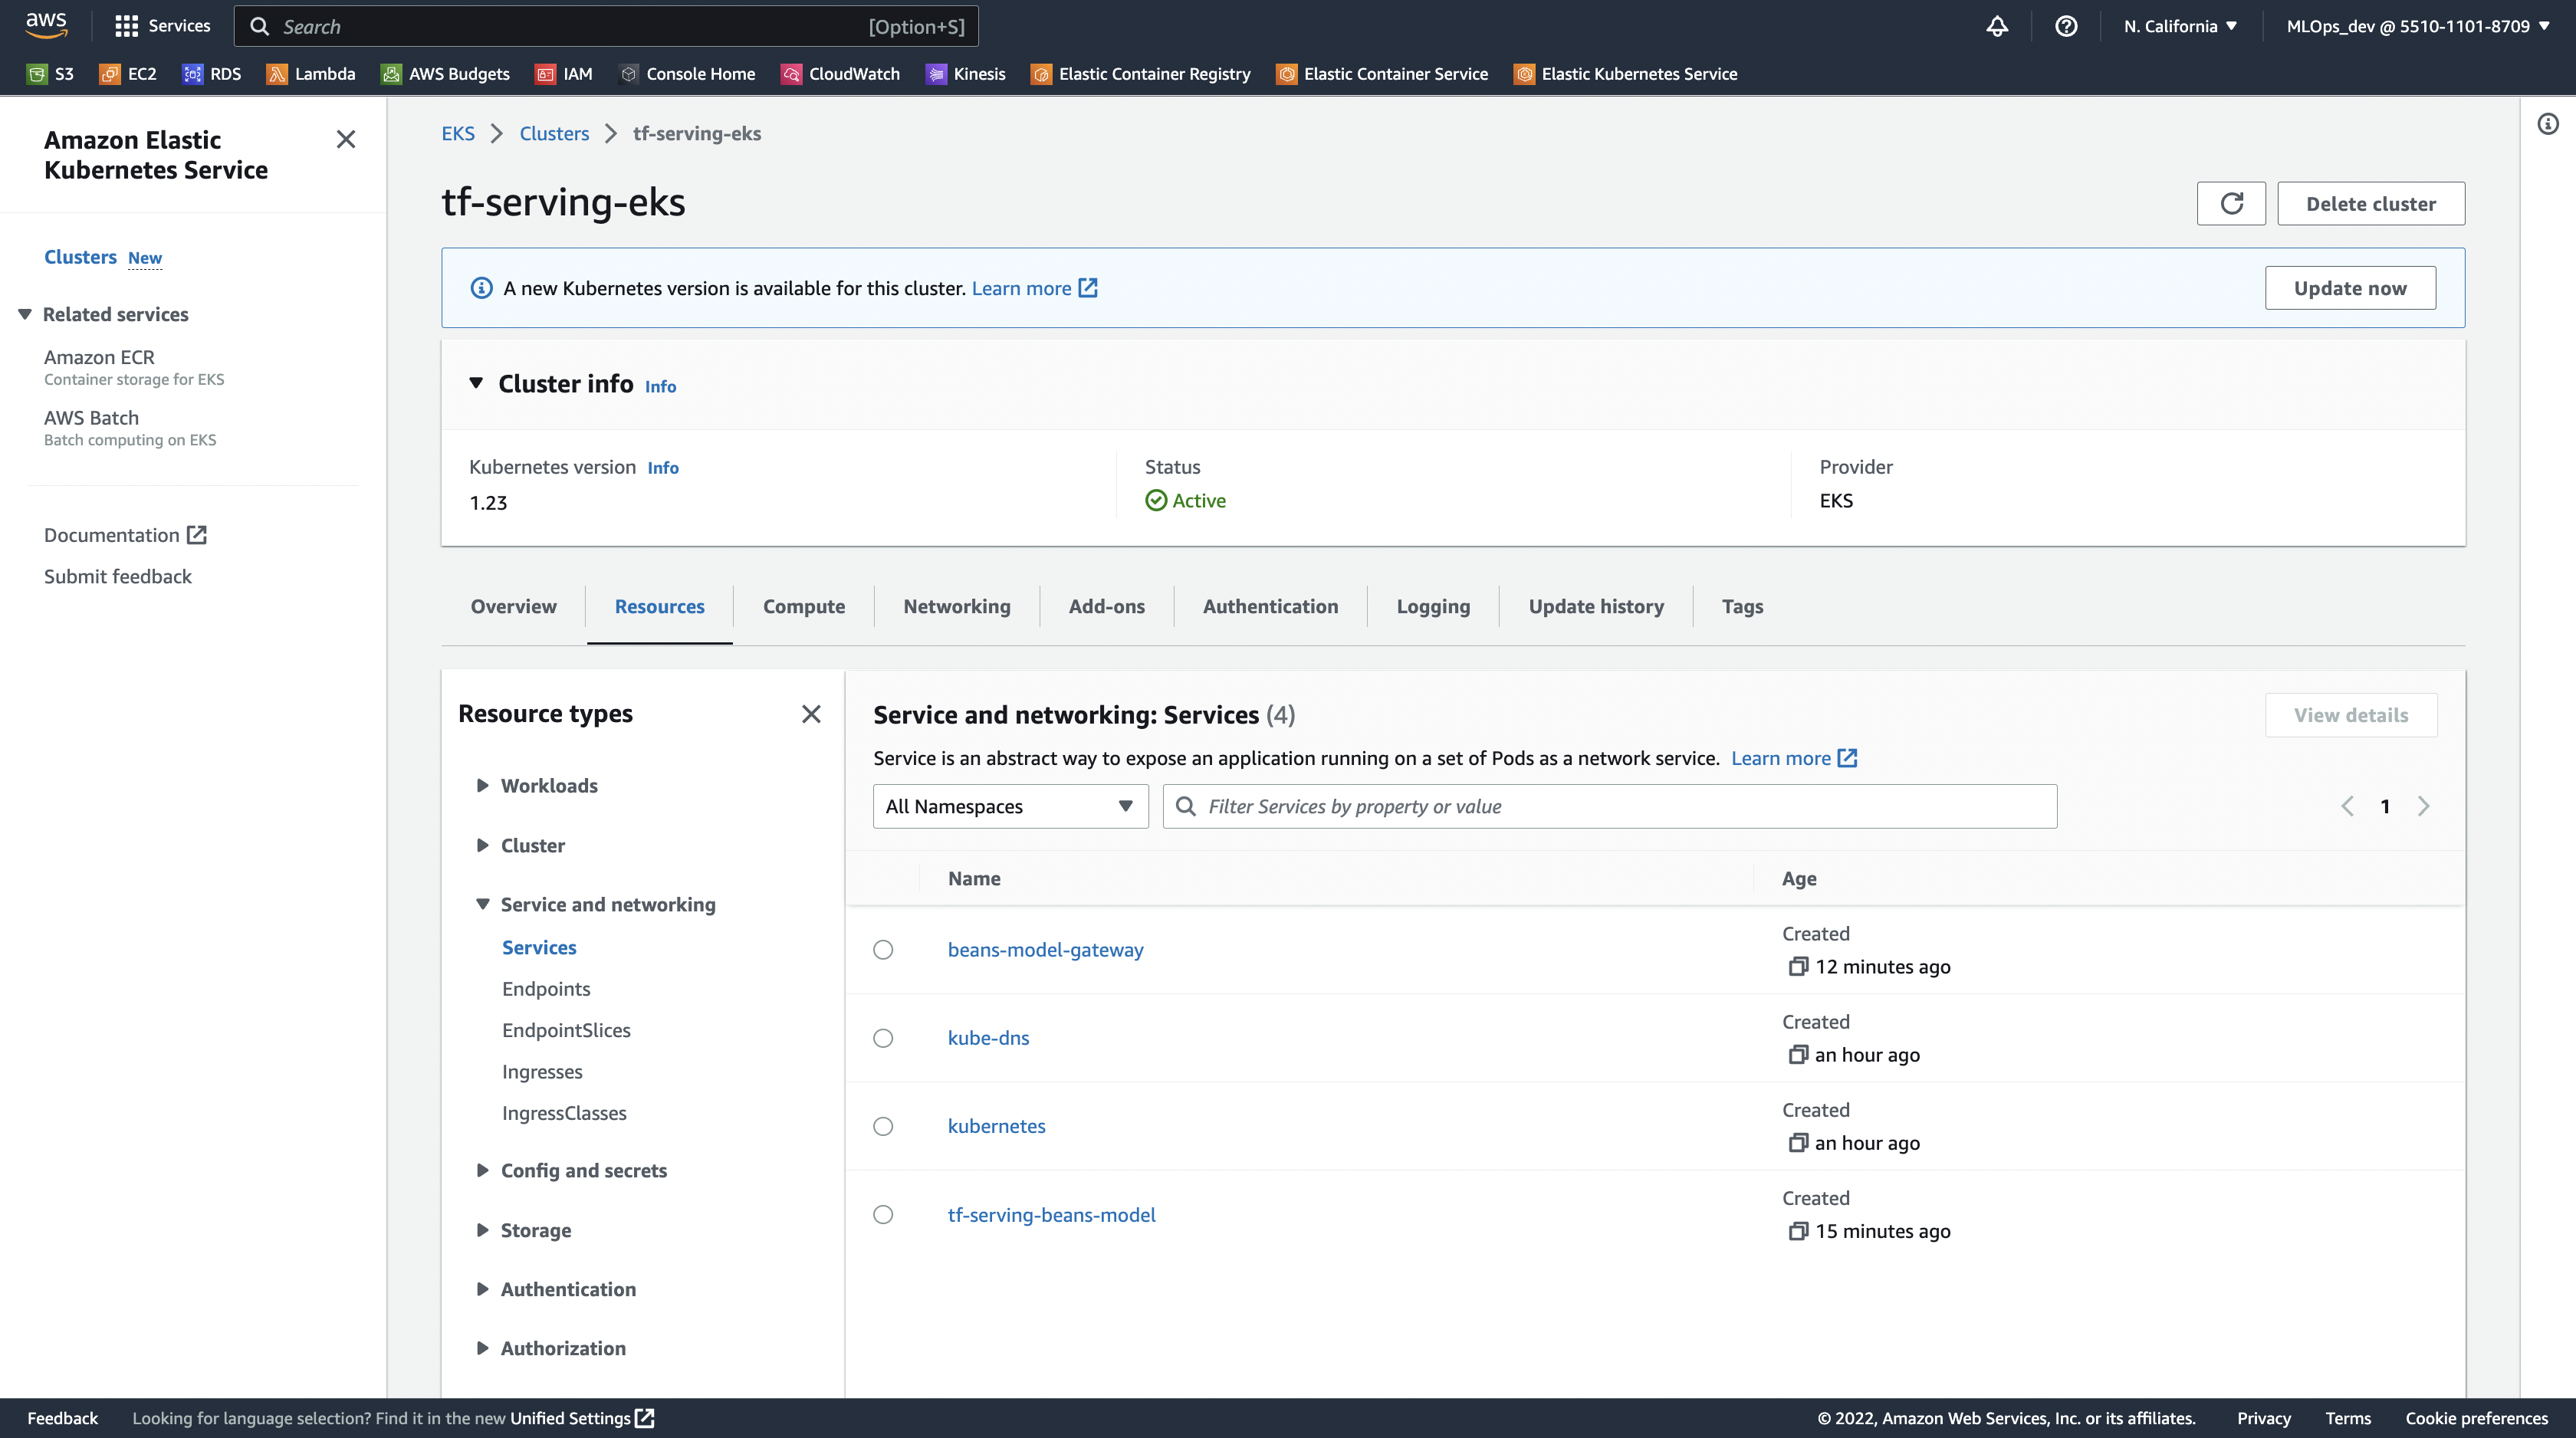 aws
Services
Search
[Option+S]
N. California
MLOps_dev @ 5510-1101-8709
S3
EC2
RDS
Lambda
AWS Budgets
IAM
Console Home
CloudWatch
Kinesis
Elastic Container Registry
Elastic Container Service
Elastic Kubernetes Service
Amazon Elastic
Kubernetes Service
Clusters New
Related services
Amazon ECR
Container storage for EKS
AWS Batch
Batch computing on EKS
Documentation
Submit feedback
EKS > Clusters > tf-serving-eks
tf-serving-eks
Delete cluster
A new Kubernetes version is available for this cluster. Learn more
Update now
Cluster info Info
Kubernetes version Info
1.23
Status
Active
Provider
EKS
Overview
Resources
Compute
Networking
Add-ons
Authentication
Logging
Update history
Tags
Resource types
Workloads
Cluster
Service and networking
Services
Endpoints
EndpointSlices
Ingresses
IngressClasses
Config and secrets
Storage
Authentication
Authorization
Service and networking: Services (4)
View details
Service is an abstract way to expose an application running on a set of Pods as a network service. Learn more
All Namespaces
Filter Services by property or value
1
Name
Age
beans-model-gateway
Created
12 minutes ago
kube-dns
Created
an hour ago
kubernetes
Created
an hour ago
tf-serving-beans-model
Created
15 minutes ago
Feedback
Looking for language selection? Find it in the new Unified Settings
© 2022, Amazon Web Services, Inc. or its affiliates.
Privacy
Terms
Cookie preferences